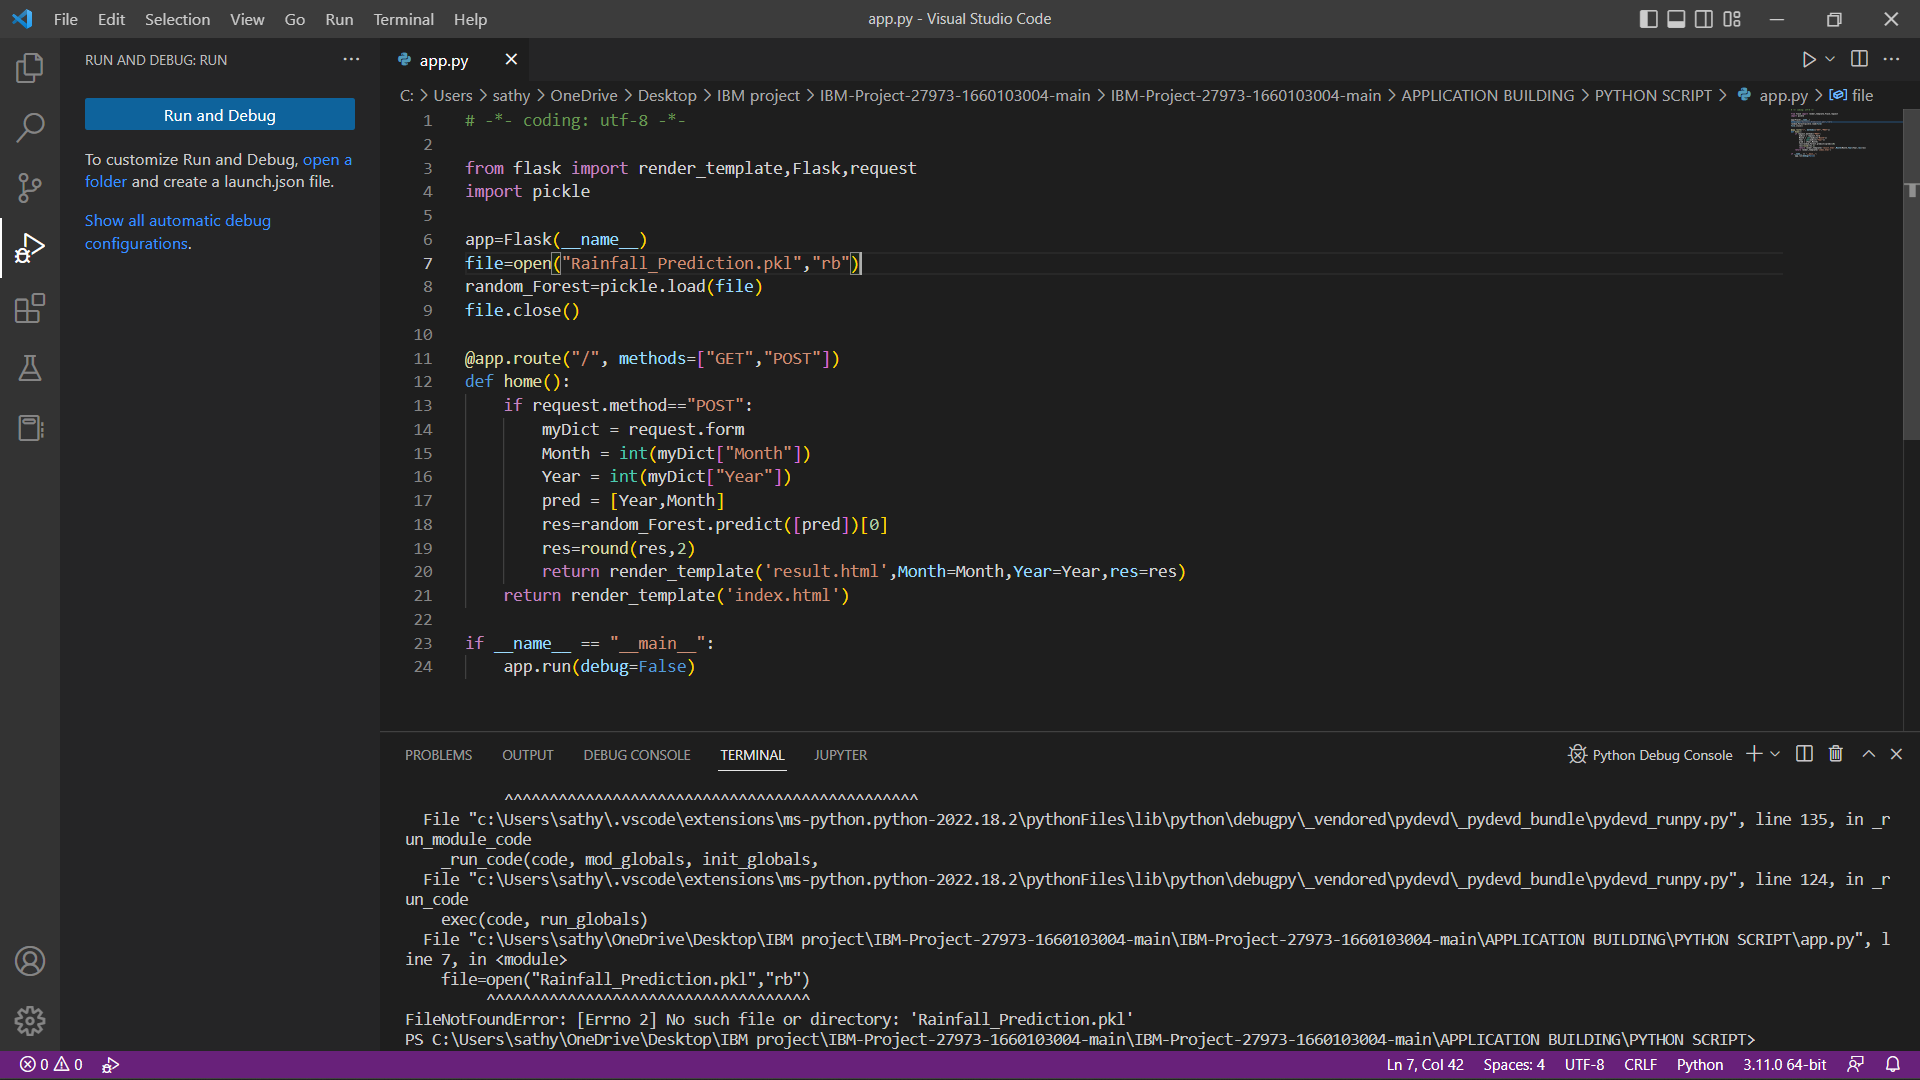 File Edit Selection View Go Run Terminal Help
app.py - Visual Studio Code
RUN AND DEBUG: RUN
Run and Debug
To customize Run and Debug, open a
folder and create a launch.json file.
Show all automatic debug
configurations.
app.py
C: > Users > sathy > OneDrive > Desktop > IBM project > IBM-Project-27973-1660103004-main > IBM-Project-27973-1660103004-main > APPLICATION BUILDING > PYTHON SCRIPT > app.py > file
1 # -*- coding: utf-8 -*-
2
3 from flask import render_template,Flask,request
4 import pickle
5
6 app=Flask(__name__)
7 file=open("Rainfall_Prediction.pkl","rb")
8 random_Forest=pickle.load(file)
9 file.close()
10
11 @app.route("/", methods=["GET","POST"])
12 def home():
13     if request.method=="POST":
14         myDict = request.form
15         Month = int(myDict["Month"])
16         Year = int(myDict["Year"])
17         pred = [Year,Month]
18         res=random_Forest.predict([pred])[0]
19         res=round(res,2)
20         return render_template('result.html',Month=Month,Year=Year,res=res)
21     return render_template('index.html')
22
23 if __name__ == "__main__":
24     app.run(debug=False)
PROBLEMS OUTPUT DEBUG CONSOLE TERMINAL JUPYTER
Python Debug Console
^^^^^^^^^^^^^^^^^^^^^^^^^^^^^^^^^^^^^^^^^^^^^^
File "c:\Users\sathy\.vscode\extensions\ms-python.python-2022.18.2\pythonFiles\lib\python\debugpy\_vendored\pydevd\_pydevd_bundle\pydevd_runpy.py", line 135, in _r
un_module_code
_run_code(code, mod_globals, init_globals,
File "c:\Users\sathy\.vscode\extensions\ms-python.python-2022.18.2\pythonFiles\lib\python\debugpy\_vendored\pydevd\_pydevd_bundle\pydevd_runpy.py", line 124, in _r
un_code
exec(code, run_globals)
File "c:\Users\sathy\OneDrive\Desktop\IBM project\IBM-Project-27973-1660103004-main\IBM-Project-27973-1660103004-main\APPLICATION BUILDING\PYTHON SCRIPT\app.py", l
ine 7, in <module>
file=open("Rainfall_Prediction.pkl","rb")
^^^^^^^^^^^^^^^^^^^^^^^^^^^^^^^^^^^^
FileNotFoundError: [Errno 2] No such file or directory: 'Rainfall_Prediction.pkl'
PS C:\Users\sathy\OneDrive\Desktop\IBM project\IBM-Project-27973-1660103004-main\IBM-Project-27973-1660103004-main\APPLICATION BUILDING\PYTHON SCRIPT>
0 0
Ln 7, Col 42 Spaces: 4 UTF-8 CRLF Python 3.11.0 64-bit